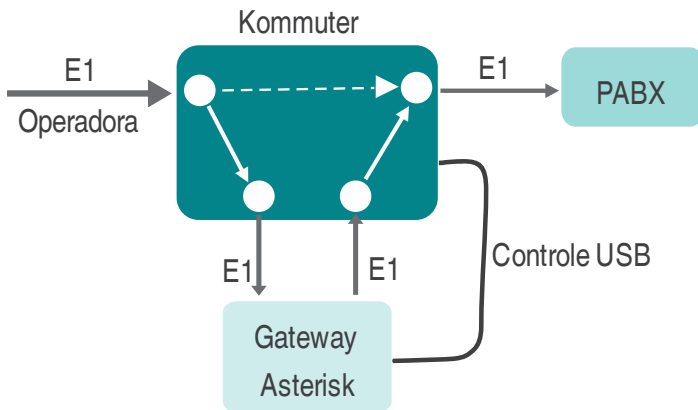 Kommuter
E1
Operadora
E1
PABX
E1
E1
Controle USB
Gateway
Asterisk